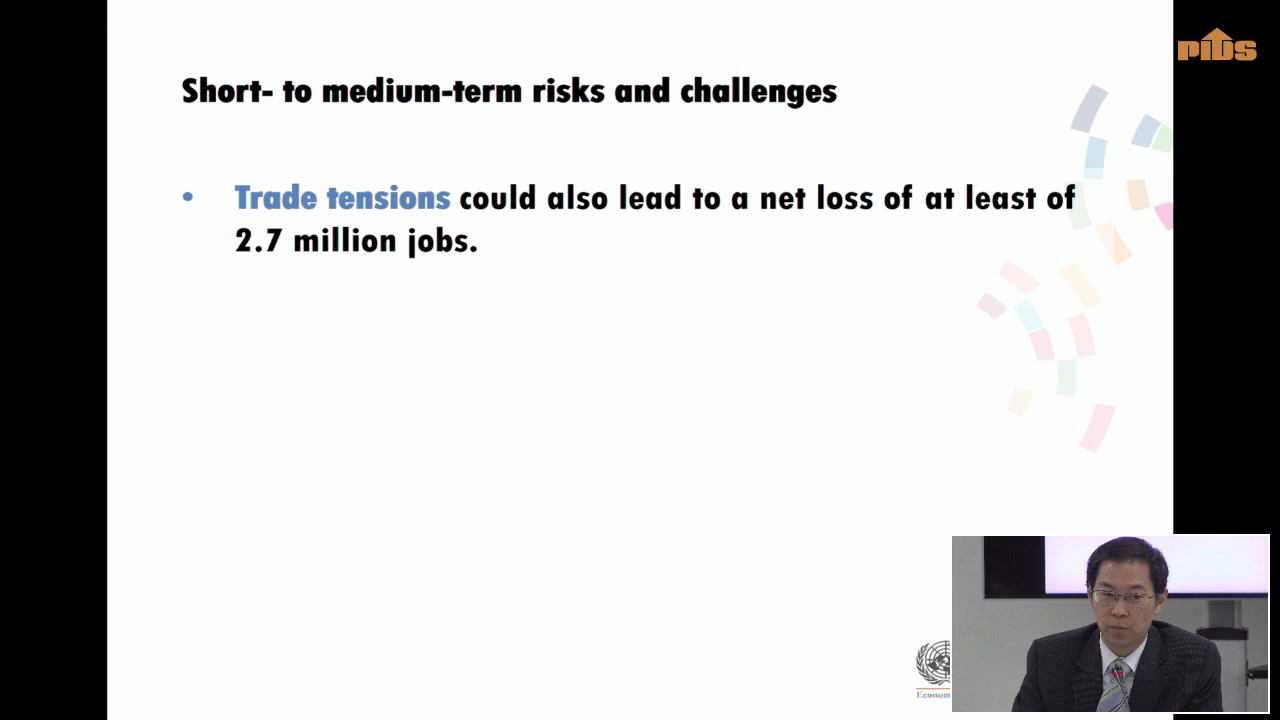 PIDS
Short- to medium-term risks and challenges
• Trade tensions could also lead to a net loss of at least of
2.7 million jobs.
Econom